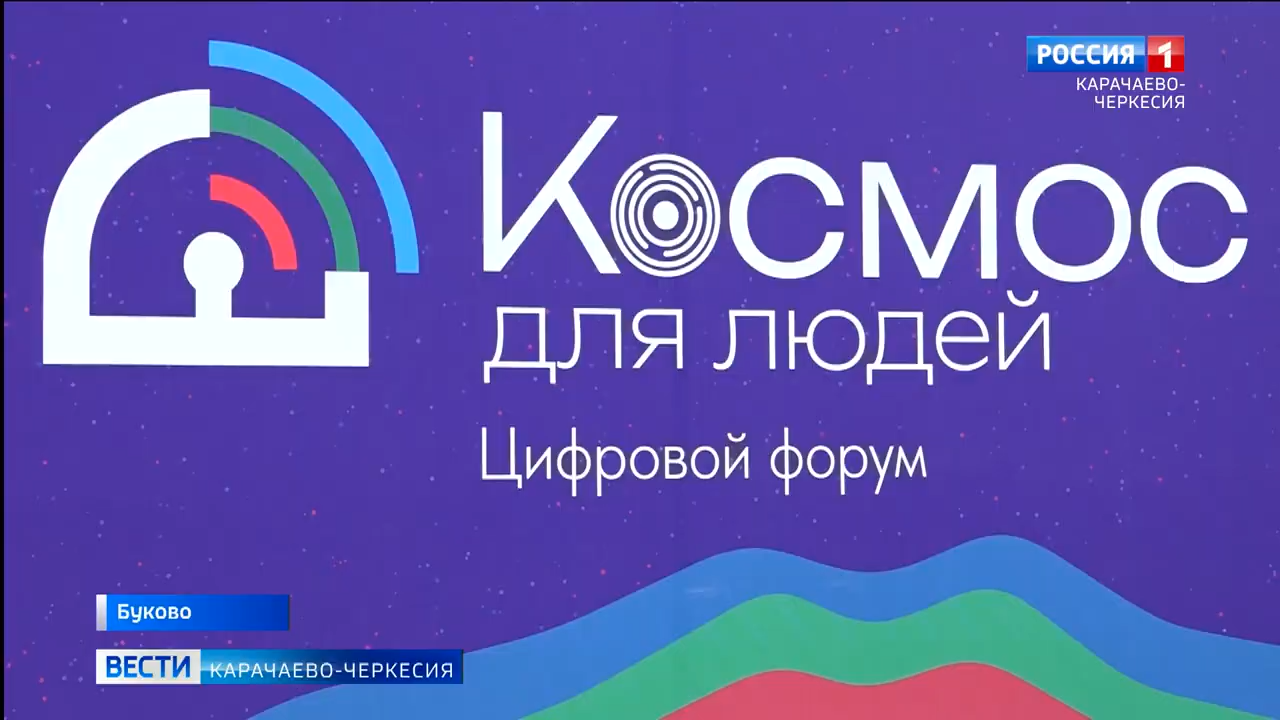 РОССИЯ 1
КАРАЧАЕВО-
ЧЕРКЕСИЯ
Космос
для людей
Цифровой форум
Буково
ВЕСТИ КАРАЧАЕВО-ЧЕРКЕСИЯ